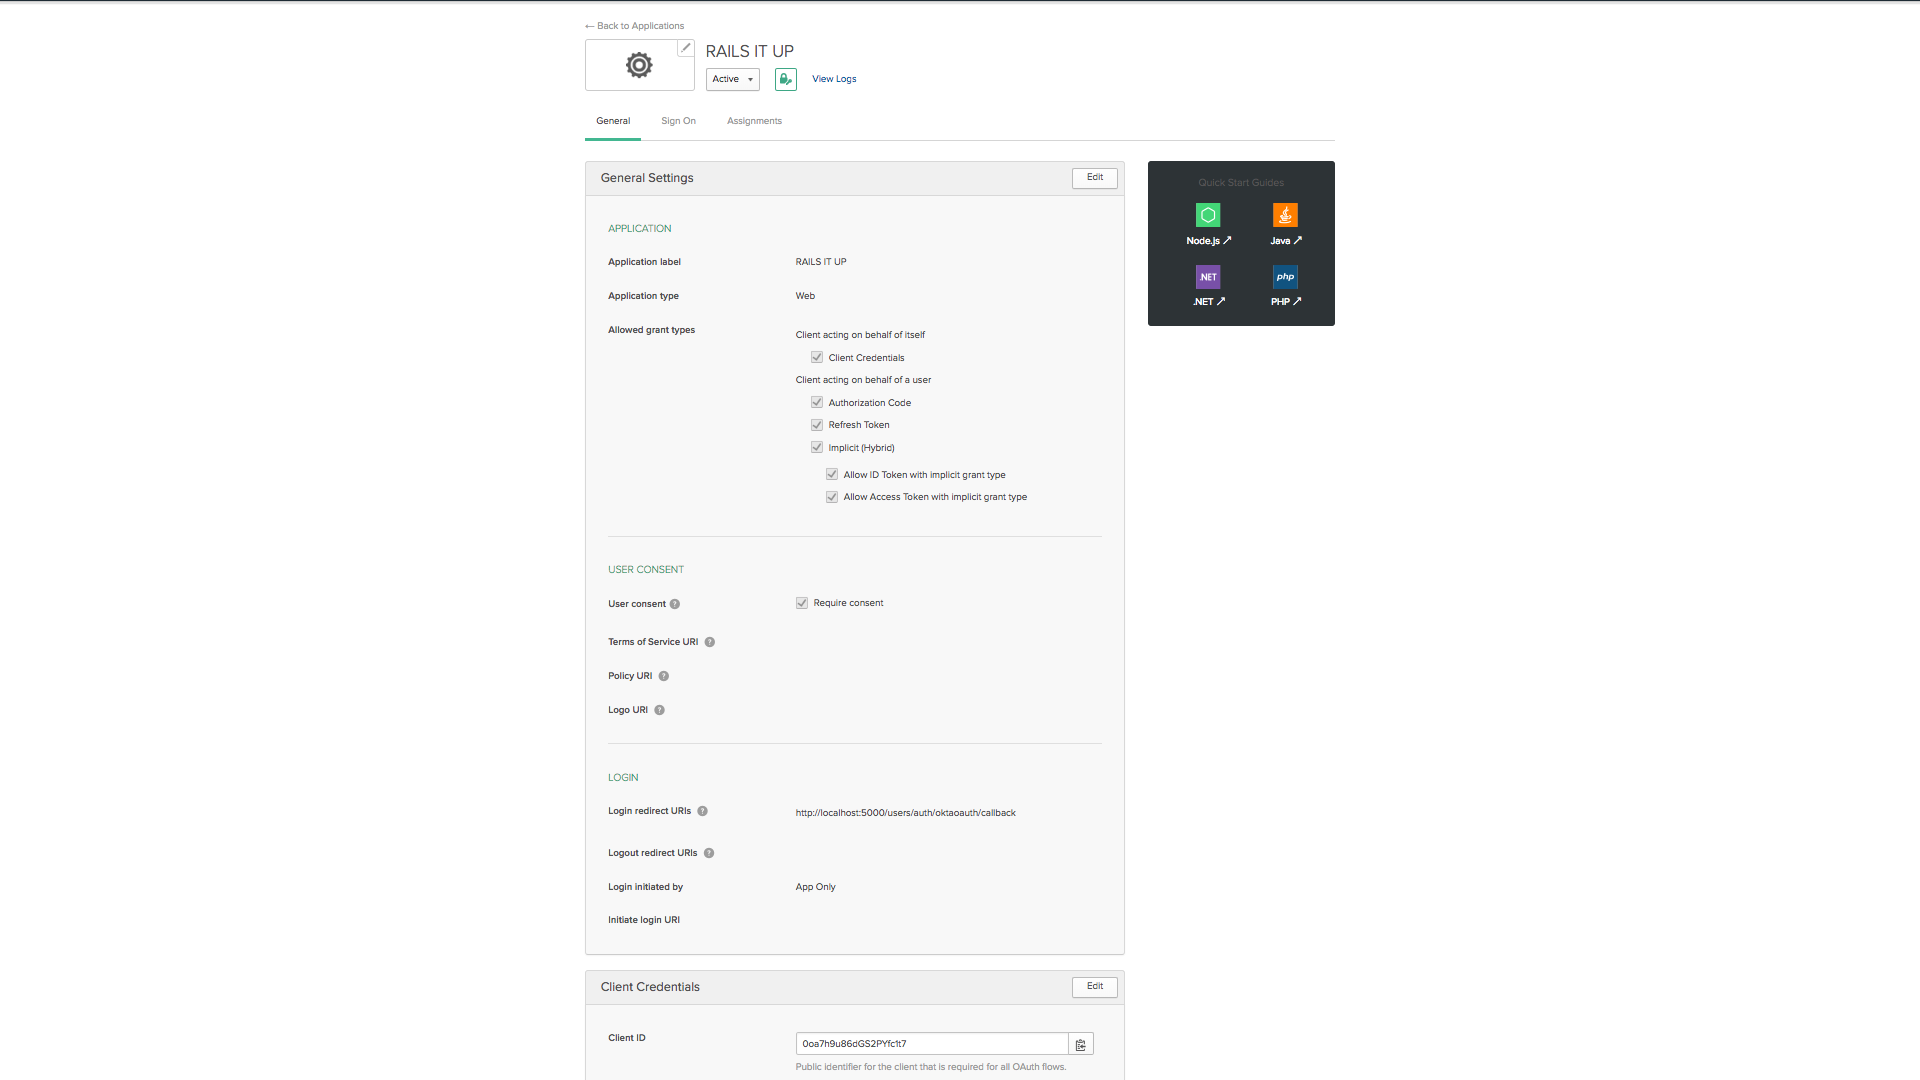 ← Back to Applications
RAILS IT UP
Active
View Logs
General Sign On Assignments
General Settings
Edit
APPLICATION
Application label RAILS IT UP
Application type Web
Allowed grant types
Client acting on behalf of itself
Client Credentials
Client acting on behalf of a user
Authorization Code
Refresh Token
Implicit (Hybrid)
Allow ID Token with implicit grant type
Allow Access Token with implicit grant type
USER CONSENT
User consent ? Require consent
Terms of Service URI ?
Policy URI ?
Logo URI ?
LOGIN
Login redirect URIs ? http://localhost:5000/users/auth/oktaoauth/callback
Logout redirect URIs ?
Login initiated by App Only
Initiate login URI
Client Credentials
Edit
Client ID 0oa7h9u86dGS2PYfc1t7
Public identifier for the client that is required for all OAuth flows.
Quick Start Guides
Node.js Java
.NET php
.NET PHP